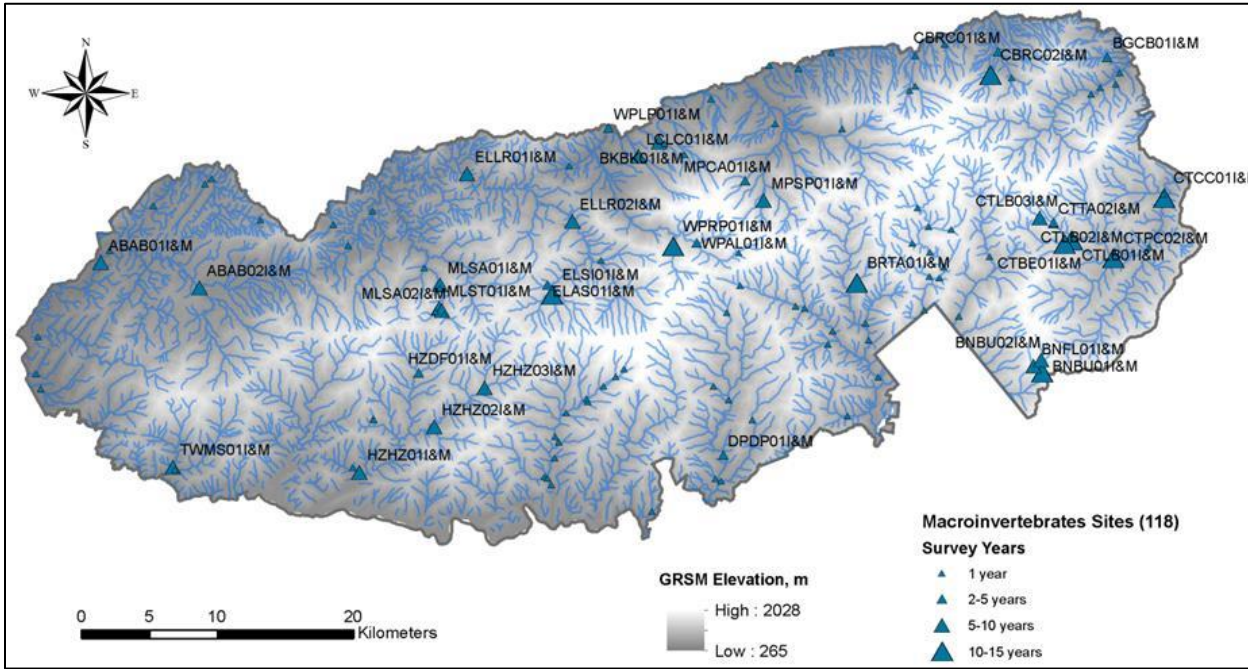 CBRC01I&M
CBRC02I&M
BGCB01I&M
N
W
E
S
WPLP01I&M
LCLC01I&M
BKBK01I&M
MPCA01I&M
ELLR01I&M
MPSP01I&M
CTCC01I&M
ELLR02I&M
CTLB03I&M
CTTA02I&M
WPRP01I&M
WPAL01I&M
CTLB02I&M
CTPC02I&M
CTLB01I&M
CTBE01I&M
ABAB01I&M
ABAB02I&M
MLSA01I&M
ELSI01I&M
BRTA01I&M
MLSA02I&M
MLST01I&M
ELAS01I&M
BNBU02I&M
BNFL01I&M
BNBU01I&M
HZDF01I&M
HZHZ03I&M
HZHZ02I&M
TWMS01I&M
HZHZ01I&M
DPDP01I&M
Macroinvertebrates Sites (118)
Survey Years
1 year
2-5 years
5-10 years
10-15 years
GRSM Elevation, m
High : 2028
Low : 265
0 5 10 20
Kilometers